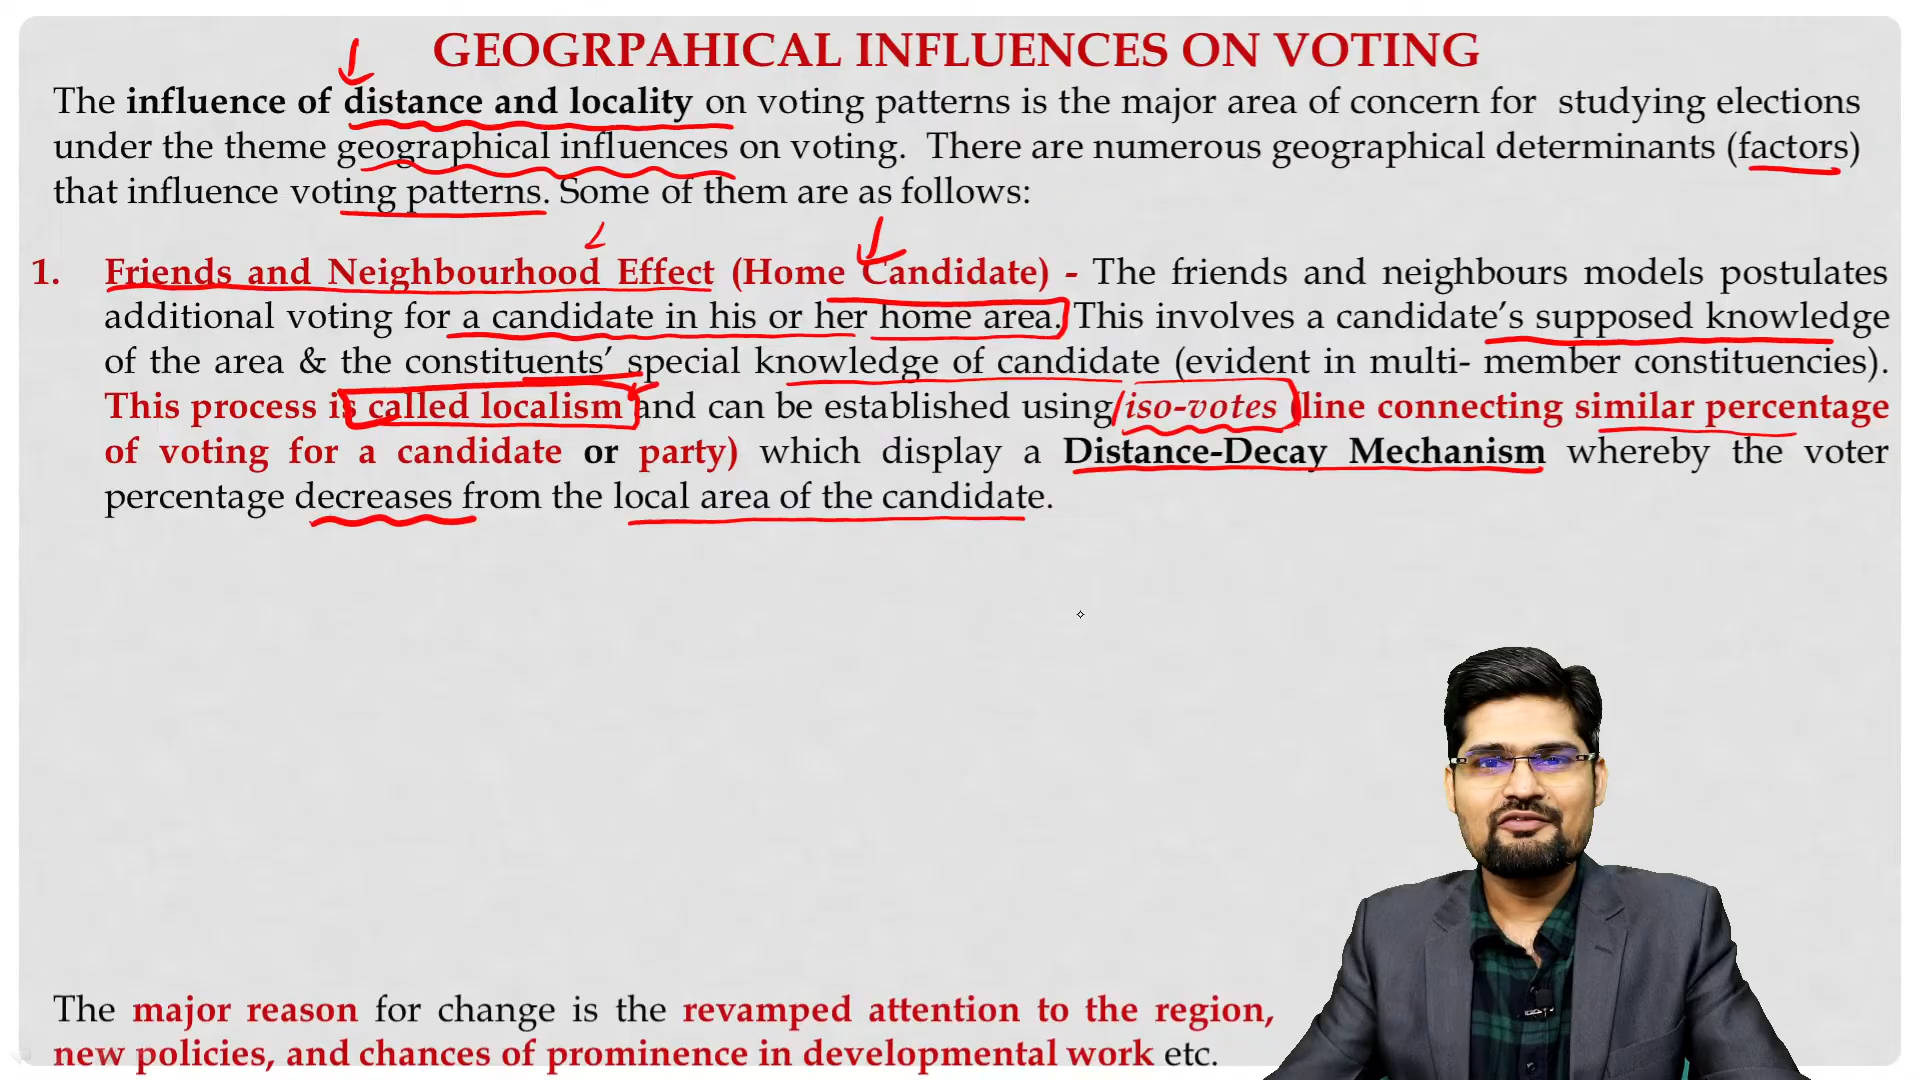 GEOGRPAHICAL INFLUENCES ON VOTING
The influence of distance and locality on voting patterns is the major area of concern for studying elections
under the theme geographical influences on voting. There are numerous geographical determinants (factors)
that influence voting patterns. Some of them are as follows:
1. Friends and Neighbourhood Effect (Home Candidate) - The friends and neighbours models postulates
additional voting for a candidate in his or her home area. This involves a candidate's supposed knowledge
of the area & the constituents' special knowledge of candidate (evident in multi- member constituencies).
This process is called localism and can be established using iso-votes (line connecting similar percentage
of voting for a candidate or party) which display a Distance-Decay Mechanism whereby the voter
percentage decreases from the local area of the candidate.
The major reason for change is the revamped attention to the region,
new policies, and chances of prominence in developmental work etc.